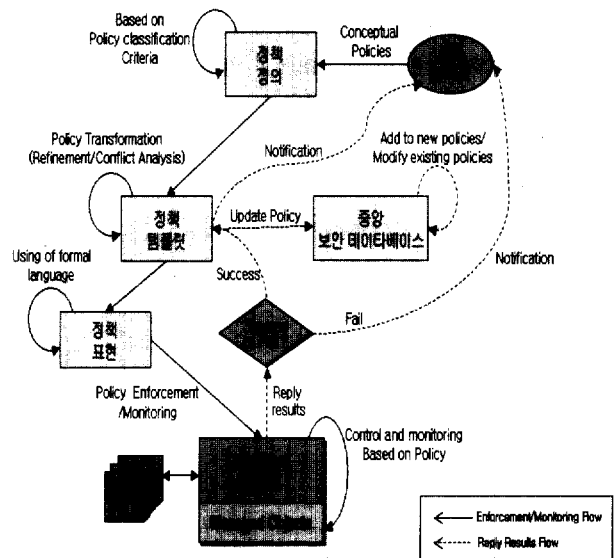 Based on
Policy classification
Criteria
정책
정의
Conceptual
Policies
Policy Transformation
(Refinement/Conflict Analysis)
Notification
Add to new policies/
Modify existing policies
정책
템플릿
Update Policy
중앙
보안 데이타베이스
Using of formal
language
Success
Notification
정책
표현
Fail
Policy Enforcement
/Monitoring
Reply
results
Control and monitoring
Based on Policy
Enforcement/Monitoring Flow
Reply Results Flow